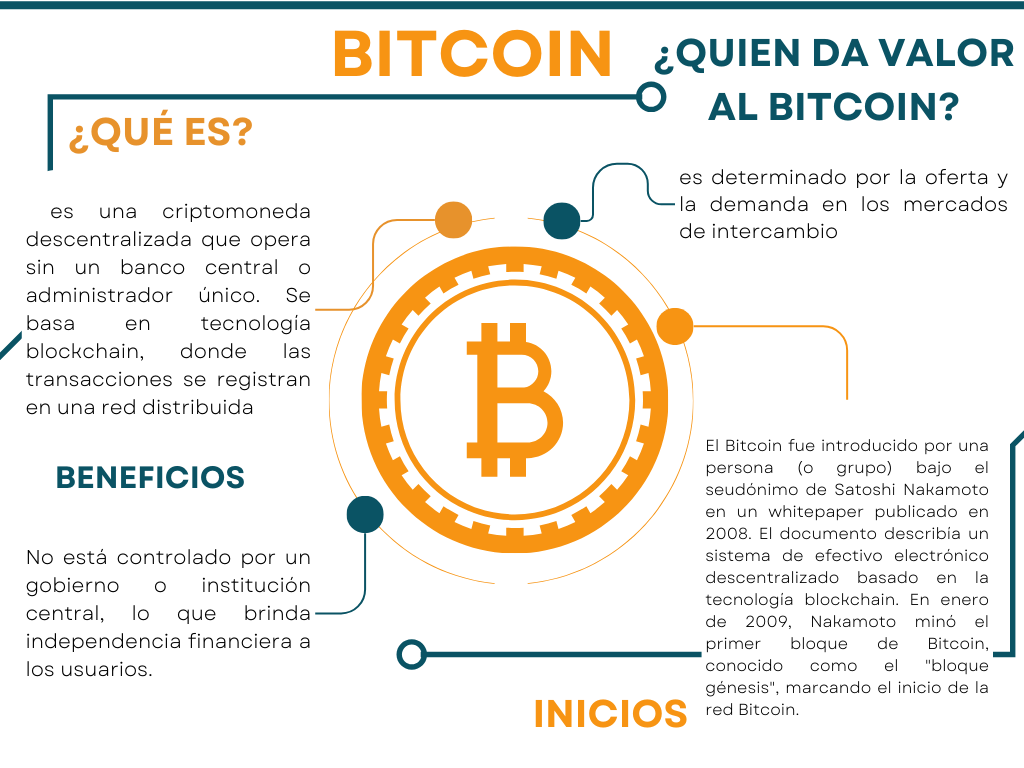 BITCOIN
¿QUÉ ES?
es una criptomoneda
descentralizada que opera
sin un banco central o
administrador único. Se
basa en tecnología
blockchain, donde las
transacciones se registran
en una red distribuida
BENEFICIOS
No está controlado por un
gobierno o institución
central, lo que brinda
independencia financiera a
los usuarios.
¿QUIEN DA VALOR
AL BITCOIN?
es determinado por la oferta y
la demanda en los mercados
de intercambio
El Bitcoin fue introducido por una
persona (o grupo) bajo el
seudónimo de Satoshi Nakamoto
en un whitepaper publicado en
2008. El documento describía un
sistema de efectivo electrónico
descentralizado basado en la
tecnología blockchain. En enero
de 2009, Nakamoto minó el
primer bloque de Bitcoin,
conocido como el "bloque
génesis", marcando el inicio de la
red Bitcoin.
INICIOS